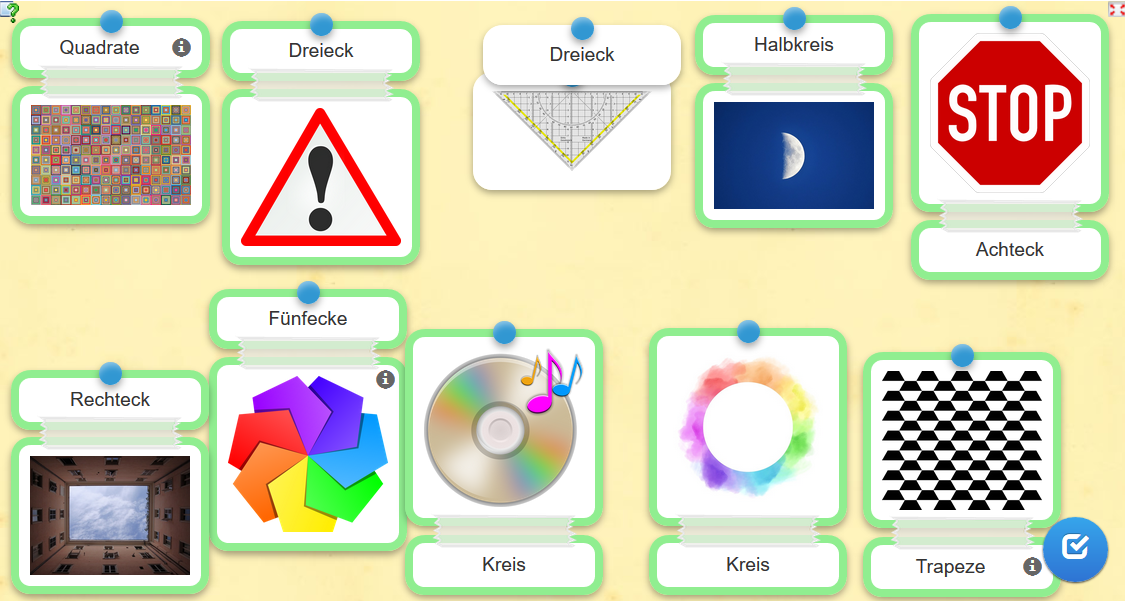 Quadrate
Dreieck
Dreieck
Halbkreis
STOP
Achteck
Fünfecke
Rechteck
Kreis
Kreis
Trapeze